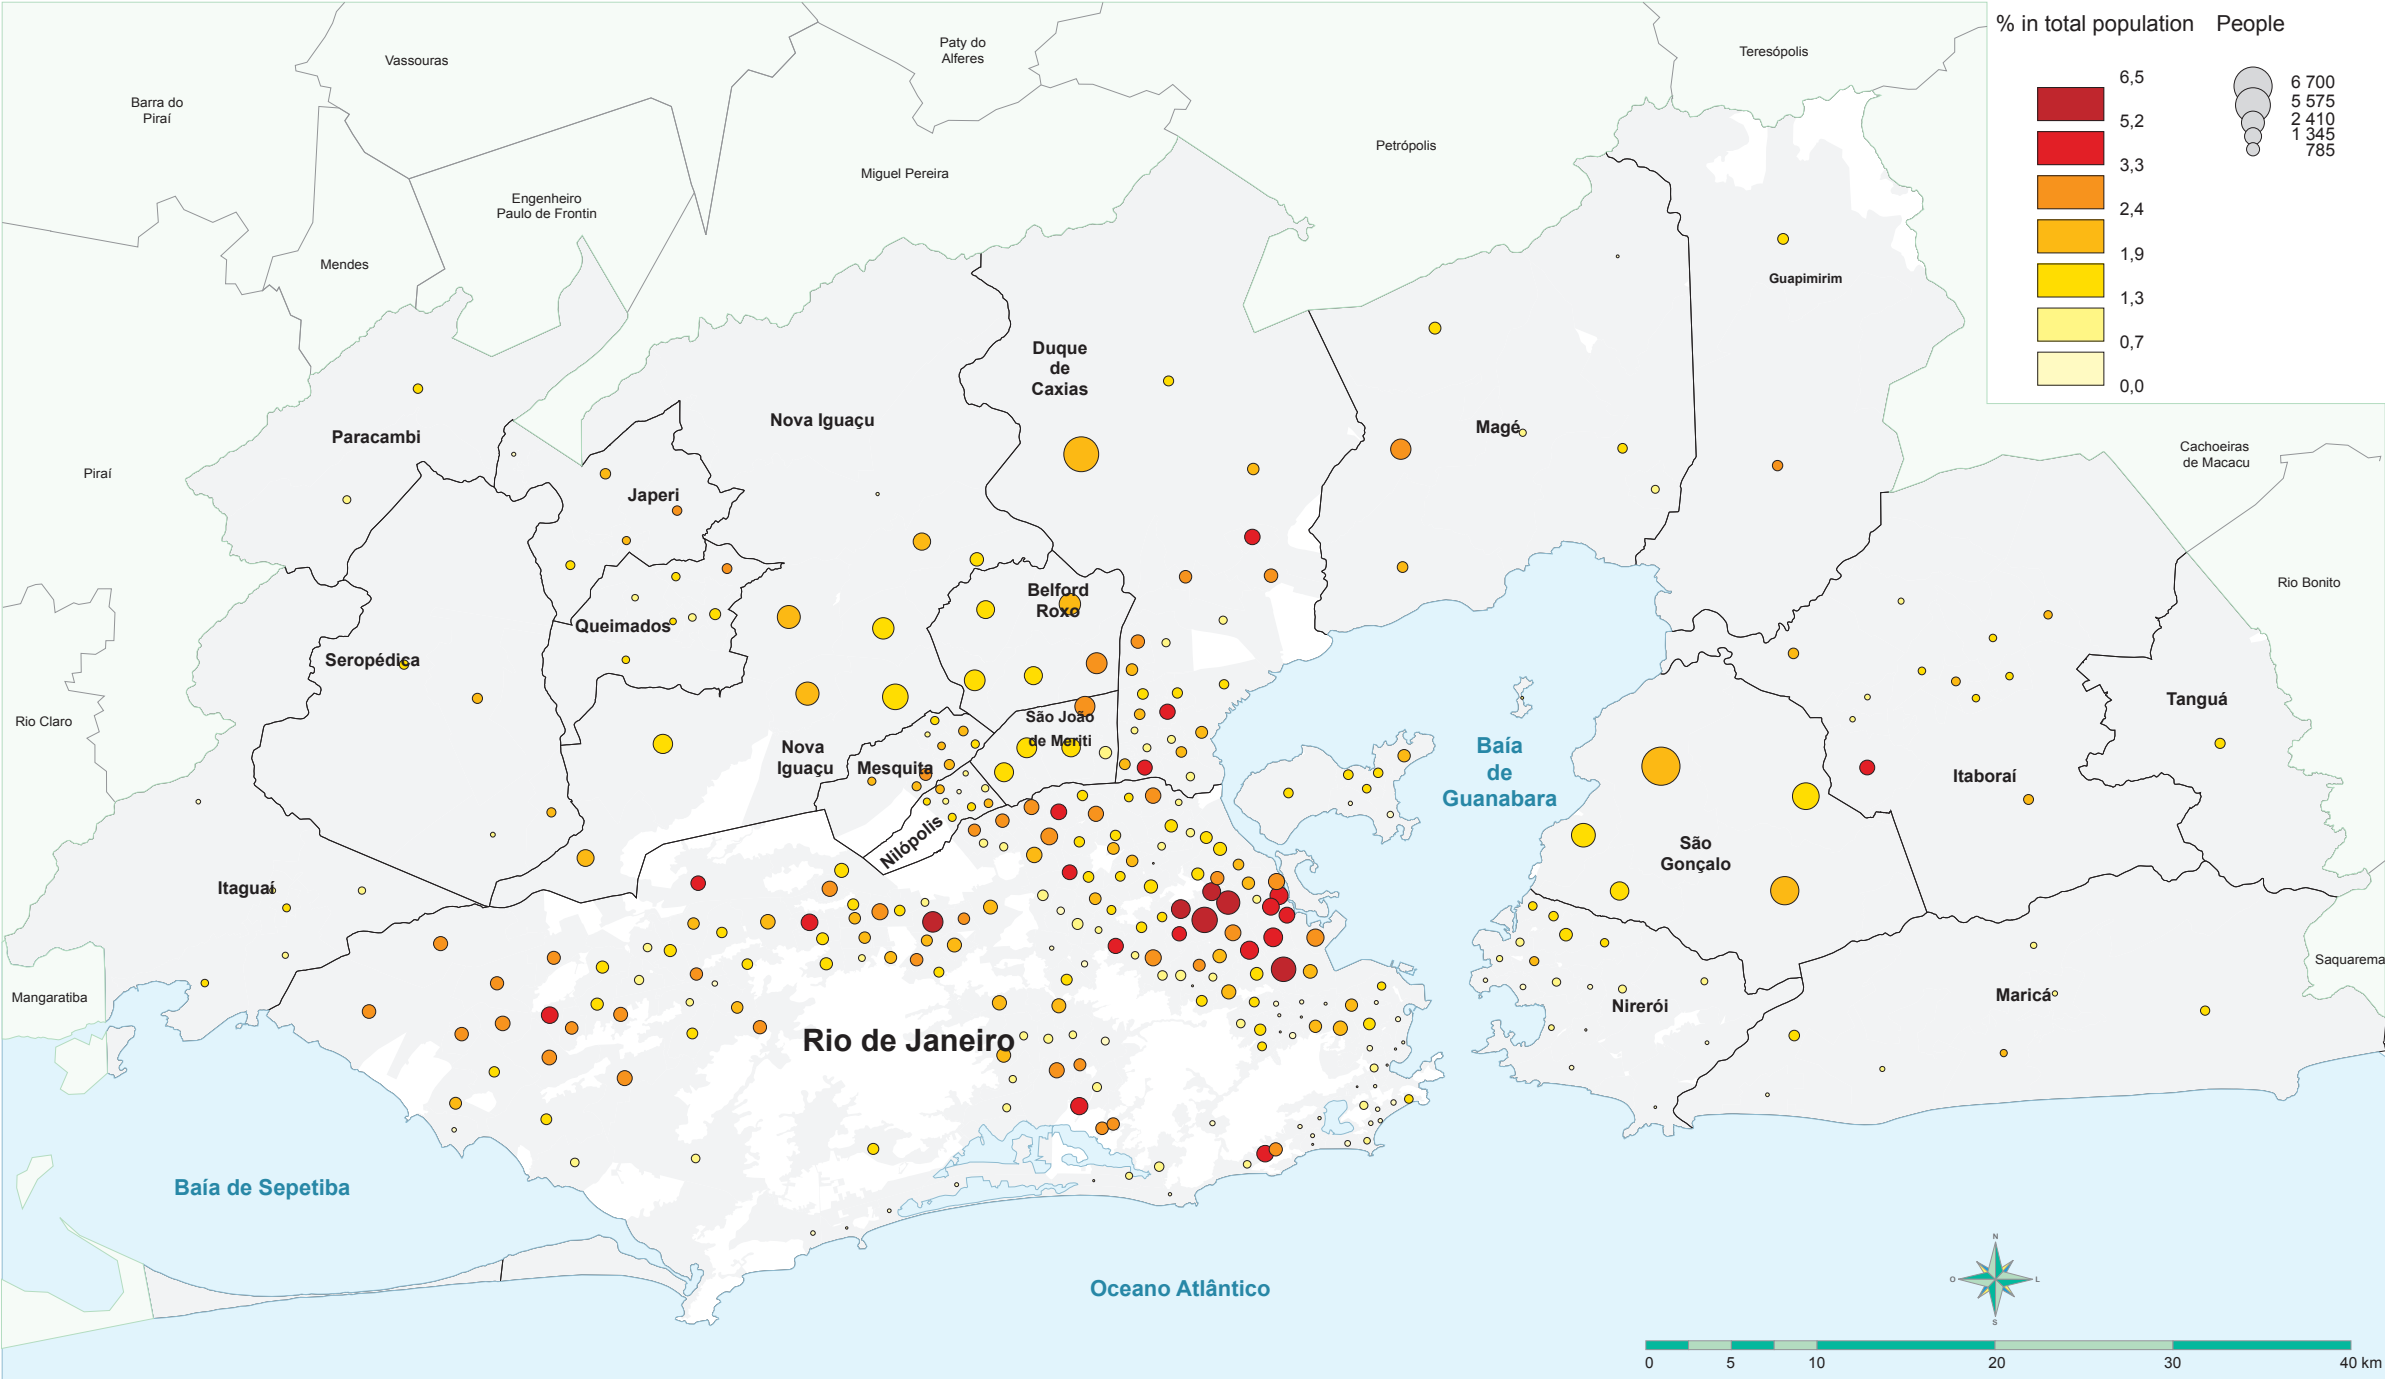 % in total population
People
6,5
5,2
3,3
2,4
1,9
1,3
0,7
0,0
6 700
5 575
2 410
1 345
785
Vassouras
Paty do
Alferes
Teresópolis
Barra do
Piraí
Petrópolis
Miguel Pereira
Engenheiro
Paulo de Frontin
Mendes
Guapimirim
Duque
de
Caxias
Nova Iguaçu
Magé
Paracambi
Cachoeiras
de Macacu
Piraí
Japeri
Rio Bonito
Belford
Roxo
Queimados
Seropédica
Tanguá
Rio Claro
São João
de Meriti
Nova
Iguaçu
Mesquita
Baía
de
Guanabara
Itaboraí
Nilópolis
São
Gonçalo
Itaguaí
Saquarema
Mangaratiba
Nirerói
Maricá
Rio de Janeiro
Baía de Sepetiba
Oceano Atlântico
N
O
L
S
0
5
10
20
30
40 km